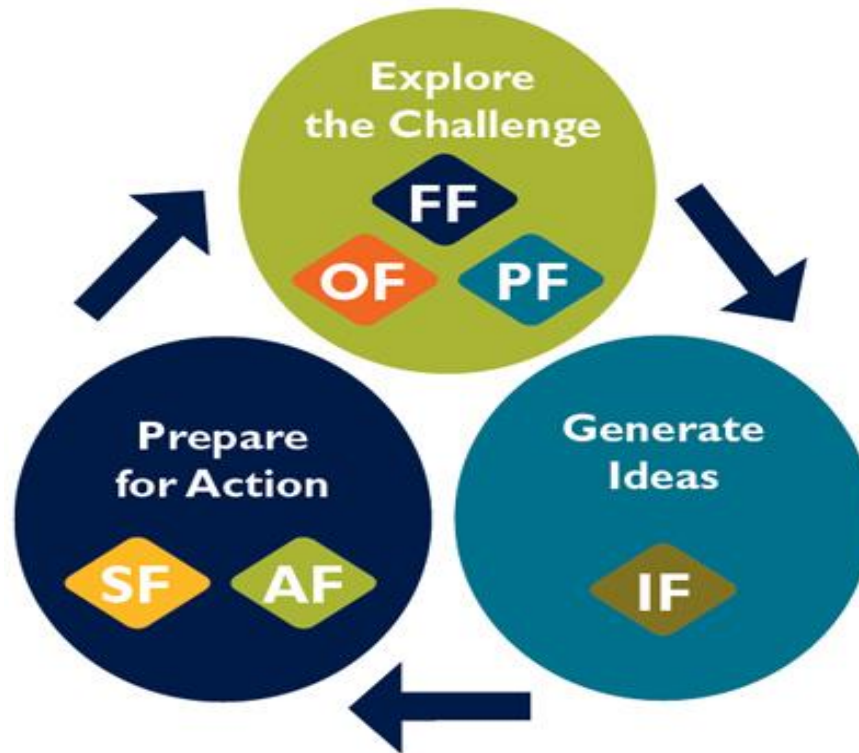 Explore
the Challenge
FF
OF PF
Generate
Ideas
IF
Prepare
for Action
SF AF